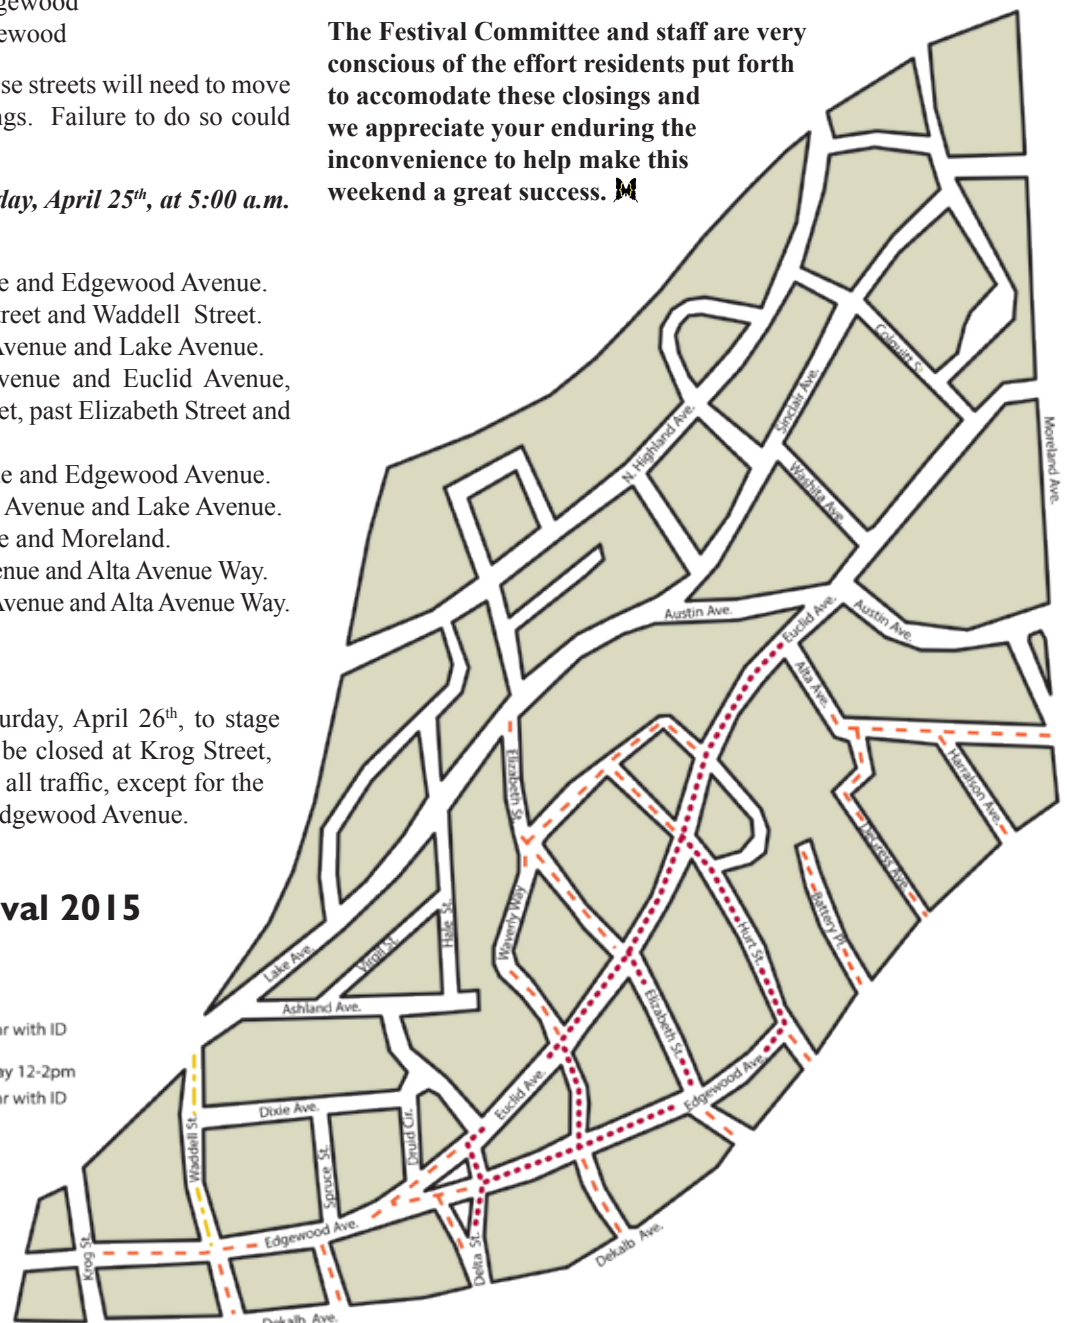 gewood
ewood
se streets will need to move
ngs. Failure to do so could
day, April 25th, at 5:00 a.m.
e and Edgewood Avenue.
treet and Waddell Street.
Avenue and Lake Avenue.
venue and Euclid Avenue,
et, past Elizabeth Street and
ue and Edgewood Avenue.
Avenue and Lake Avenue.
e and Moreland.
enue and Alta Avenue Way.
Avenue and Alta Avenue Way.
urday, April 26th, to stage
be closed at Krog Street,
all traffic, except for the
dgewood Avenue.
val 2015
ar with ID
ay 12-2pm
ar with ID
The Festival Committee and staff are very
conscious of the effort residents put forth
to accomodate these closings and
we appreciate your enduring the
inconvenience to help make this
weekend a great success.
Colquitt S
Sinclair Ave.
Moreland Ave.
N. Highland Ave.
Washita Ave.
Austin Ave.
Euclid Ave.
Austin Ave.
Alta Ave.
Elizabeth St.
Harralson Ave.
DeGress Ave.
Battery Pl.
Waverly Way
Hale St.
Virgil St.
Lake Ave.
Hurt St.
Ashland Ave.
Elizabeth St.
Euclid Ave.
Edgewood Ave.
Dixie Ave.
Druid Cir.
Waddell St.
Spruce St.
Edgewood Ave.
Krog St.
Delta St.
Dekalb Ave.
Dekalb Ave.